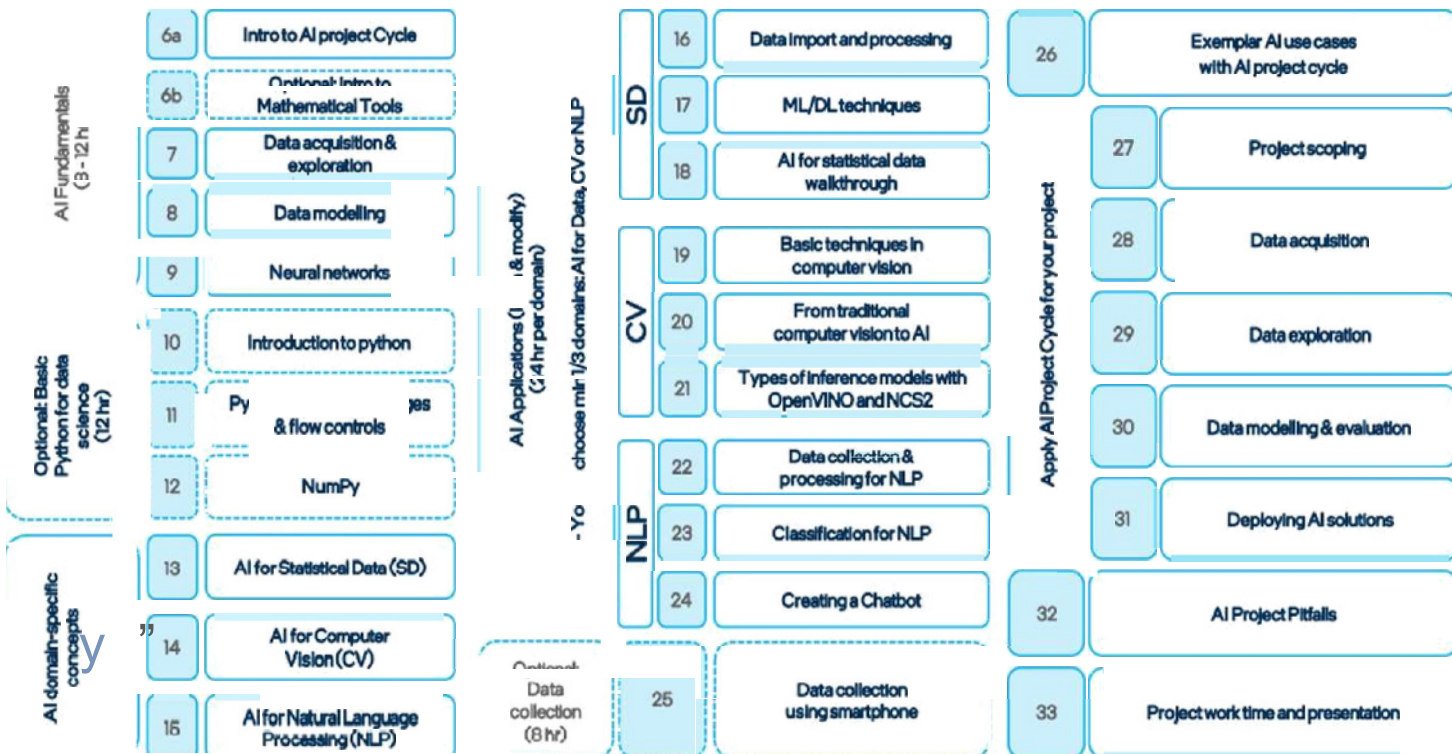 AI Fundamentals
(3 - 12 h
6a
Intro to AI project Cycle
6b
Optional: Intro to
Mathematical Tools
7
Data acquisition &
exploration
8
Data modelling
9
Neural networks
Optional: Basic
Python for data
science
(12 hr)
10
Introduction to python
11
Py
ges
& flow controls
12
NumPy
AI domain-specific
concepts
y ”
13
AI for Statistical Data (SD)
14
AI for Computer
Vision (CV)
15
AI for Natural Language
Processing (NLP)
AI Applications (
& modify)
4 hr per domain)
- Yo
choose min 1/3 domains: AI for Data, CV or NLP
SD
16
Data import and processing
17
ML/DL techniques
18
AI for statistical data
walkthrough
CV
19
Basic techniques in
computer vision
20
From traditional
computer vision to AI
21
Types of inference models with
OpenVINO and NCS2
NLP
22
Data collection &
processing for NLP
23
Classification for NLP
24
Creating a Chatbot
Optional:
Data
collection
(8 hr)
25
Data collection
using smartphone
26
Exemplar AI use cases
with AI project cycle
Apply AI Project Cycle for your project
27
Project scoping
28
Data acquisition
29
Data exploration
30
Data modelling & evaluation
31
Deploying AI solutions
32
AI Project Pitfalls
33
Project work time and presentation